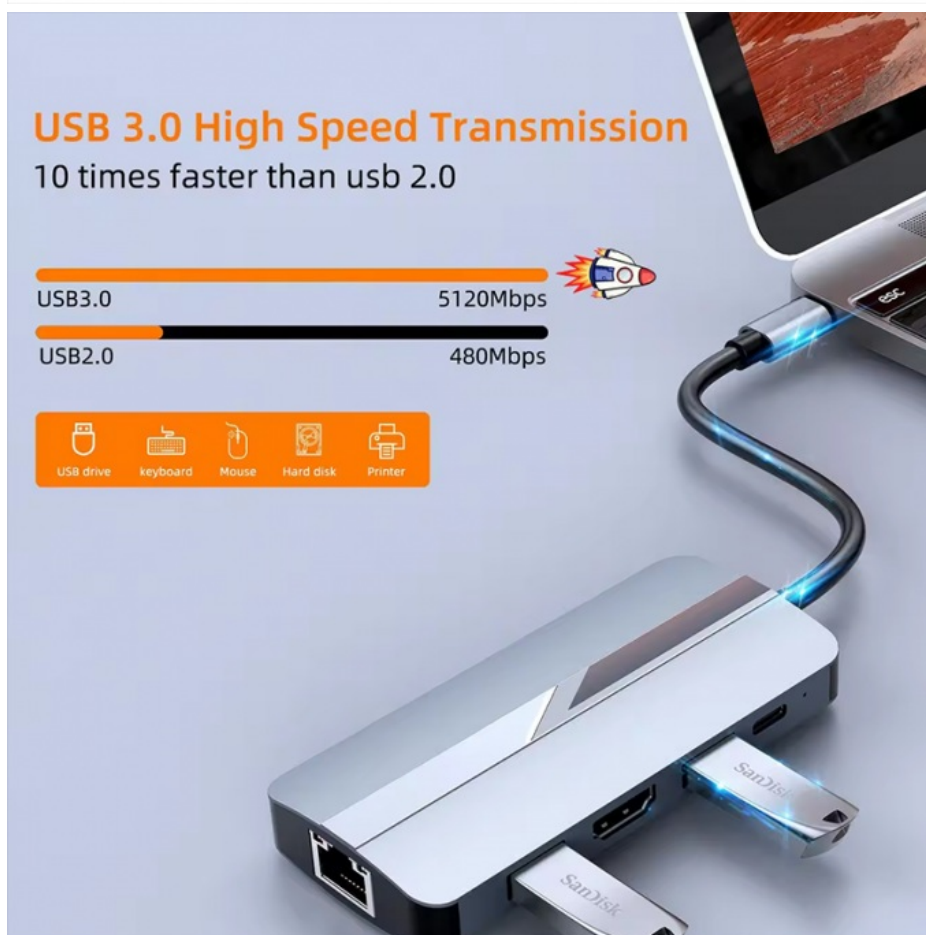 USB 3.0 High Speed Transmission
10 times faster than usb 2.0
USB3.0 5120Mbps
USB2.0 480Mbps
USB drive keyboard Mouse Hard disk Printer
esc
SanDisk
SanDisk